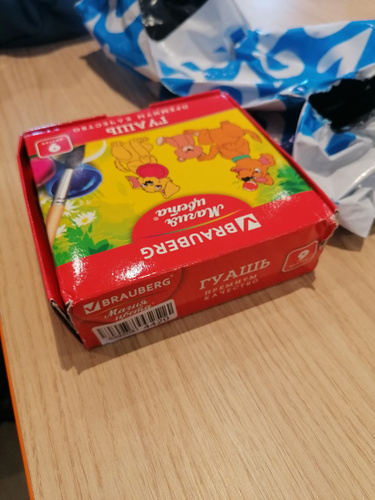 ГУАШЬ
ПРЕМИУМ КАЧЕСТВО
9
Магия
цвета
BRAUBERG
BRAUBERG
Магия
цвета
ГУАШЬ
ПРЕМИУМ
КАЧЕСТВО
9